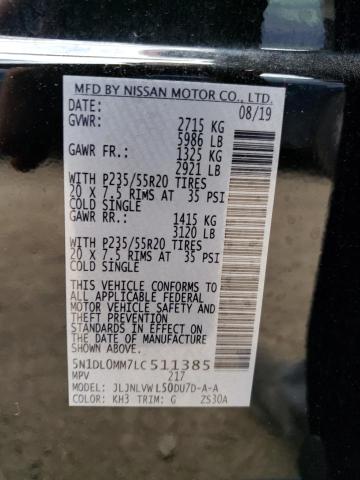 MFD BY NISSAN MOTOR CO., LTD.
08/19
GVWR: 2715 KG
5986 LB
GAWR FR.: 1325 KG
2921 LB
WITH P235/55R20 TIRES
20 X 7.5 RIMS AT 35 PSI
COLD SINGLE
GAWR RR.: 1415 KG
3120 LB
WITH P235/55R20 TIRES
20 X 7.5 RIMS AT 35 PSI
COLD SINGLE
THIS VEHICLE CONFORMS TO
ALL APPLICABLE FEDERAL
MOTOR VEHICLE SAFETY
STANDARDS IN EFFECT ON
THE DATE OF MANUFACTURE
SHOWN ABOVE.
5N1DL0MM7LC511385
MPV 217
MODEL: JLJNLVWL50DU7D-A-A
COLOR: KH3 TRIM: G ZS30A